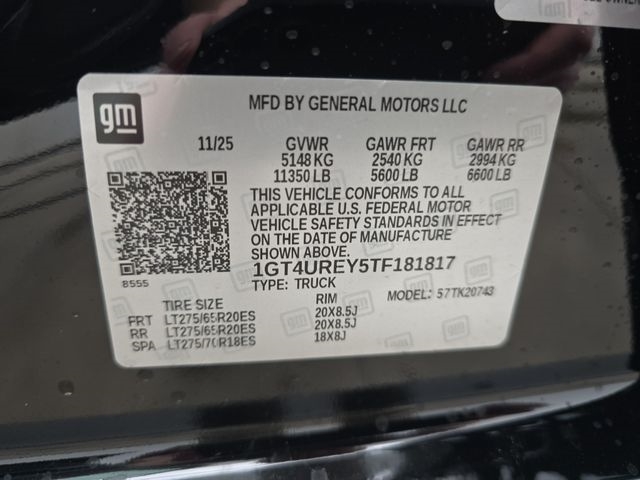 gm
MFD BY GENERAL MOTORS LLC
11/25 GVWR GAWR FRT GAWR RR
5148 KG 2540 KG 2994 KG
11350 LB 5600 LB 6600 LB
THIS VEHICLE CONFORMS TO ALL
APPLICABLE U.S. FEDERAL MOTOR
VEHICLE SAFETY STANDARDS IN EFFECT
ON THE DATE OF MANUFACTURE
SHOWN ABOVE.
8555
1GT4UREY5TF181817
TYPE: TRUCK MODEL: 57TK20743
TIRE SIZE RIM
FRT LT275/65R20ES 20X8.5J
RR LT275/65R20ES 20X8.5J
SPA LT275/70R18ES 18X8J